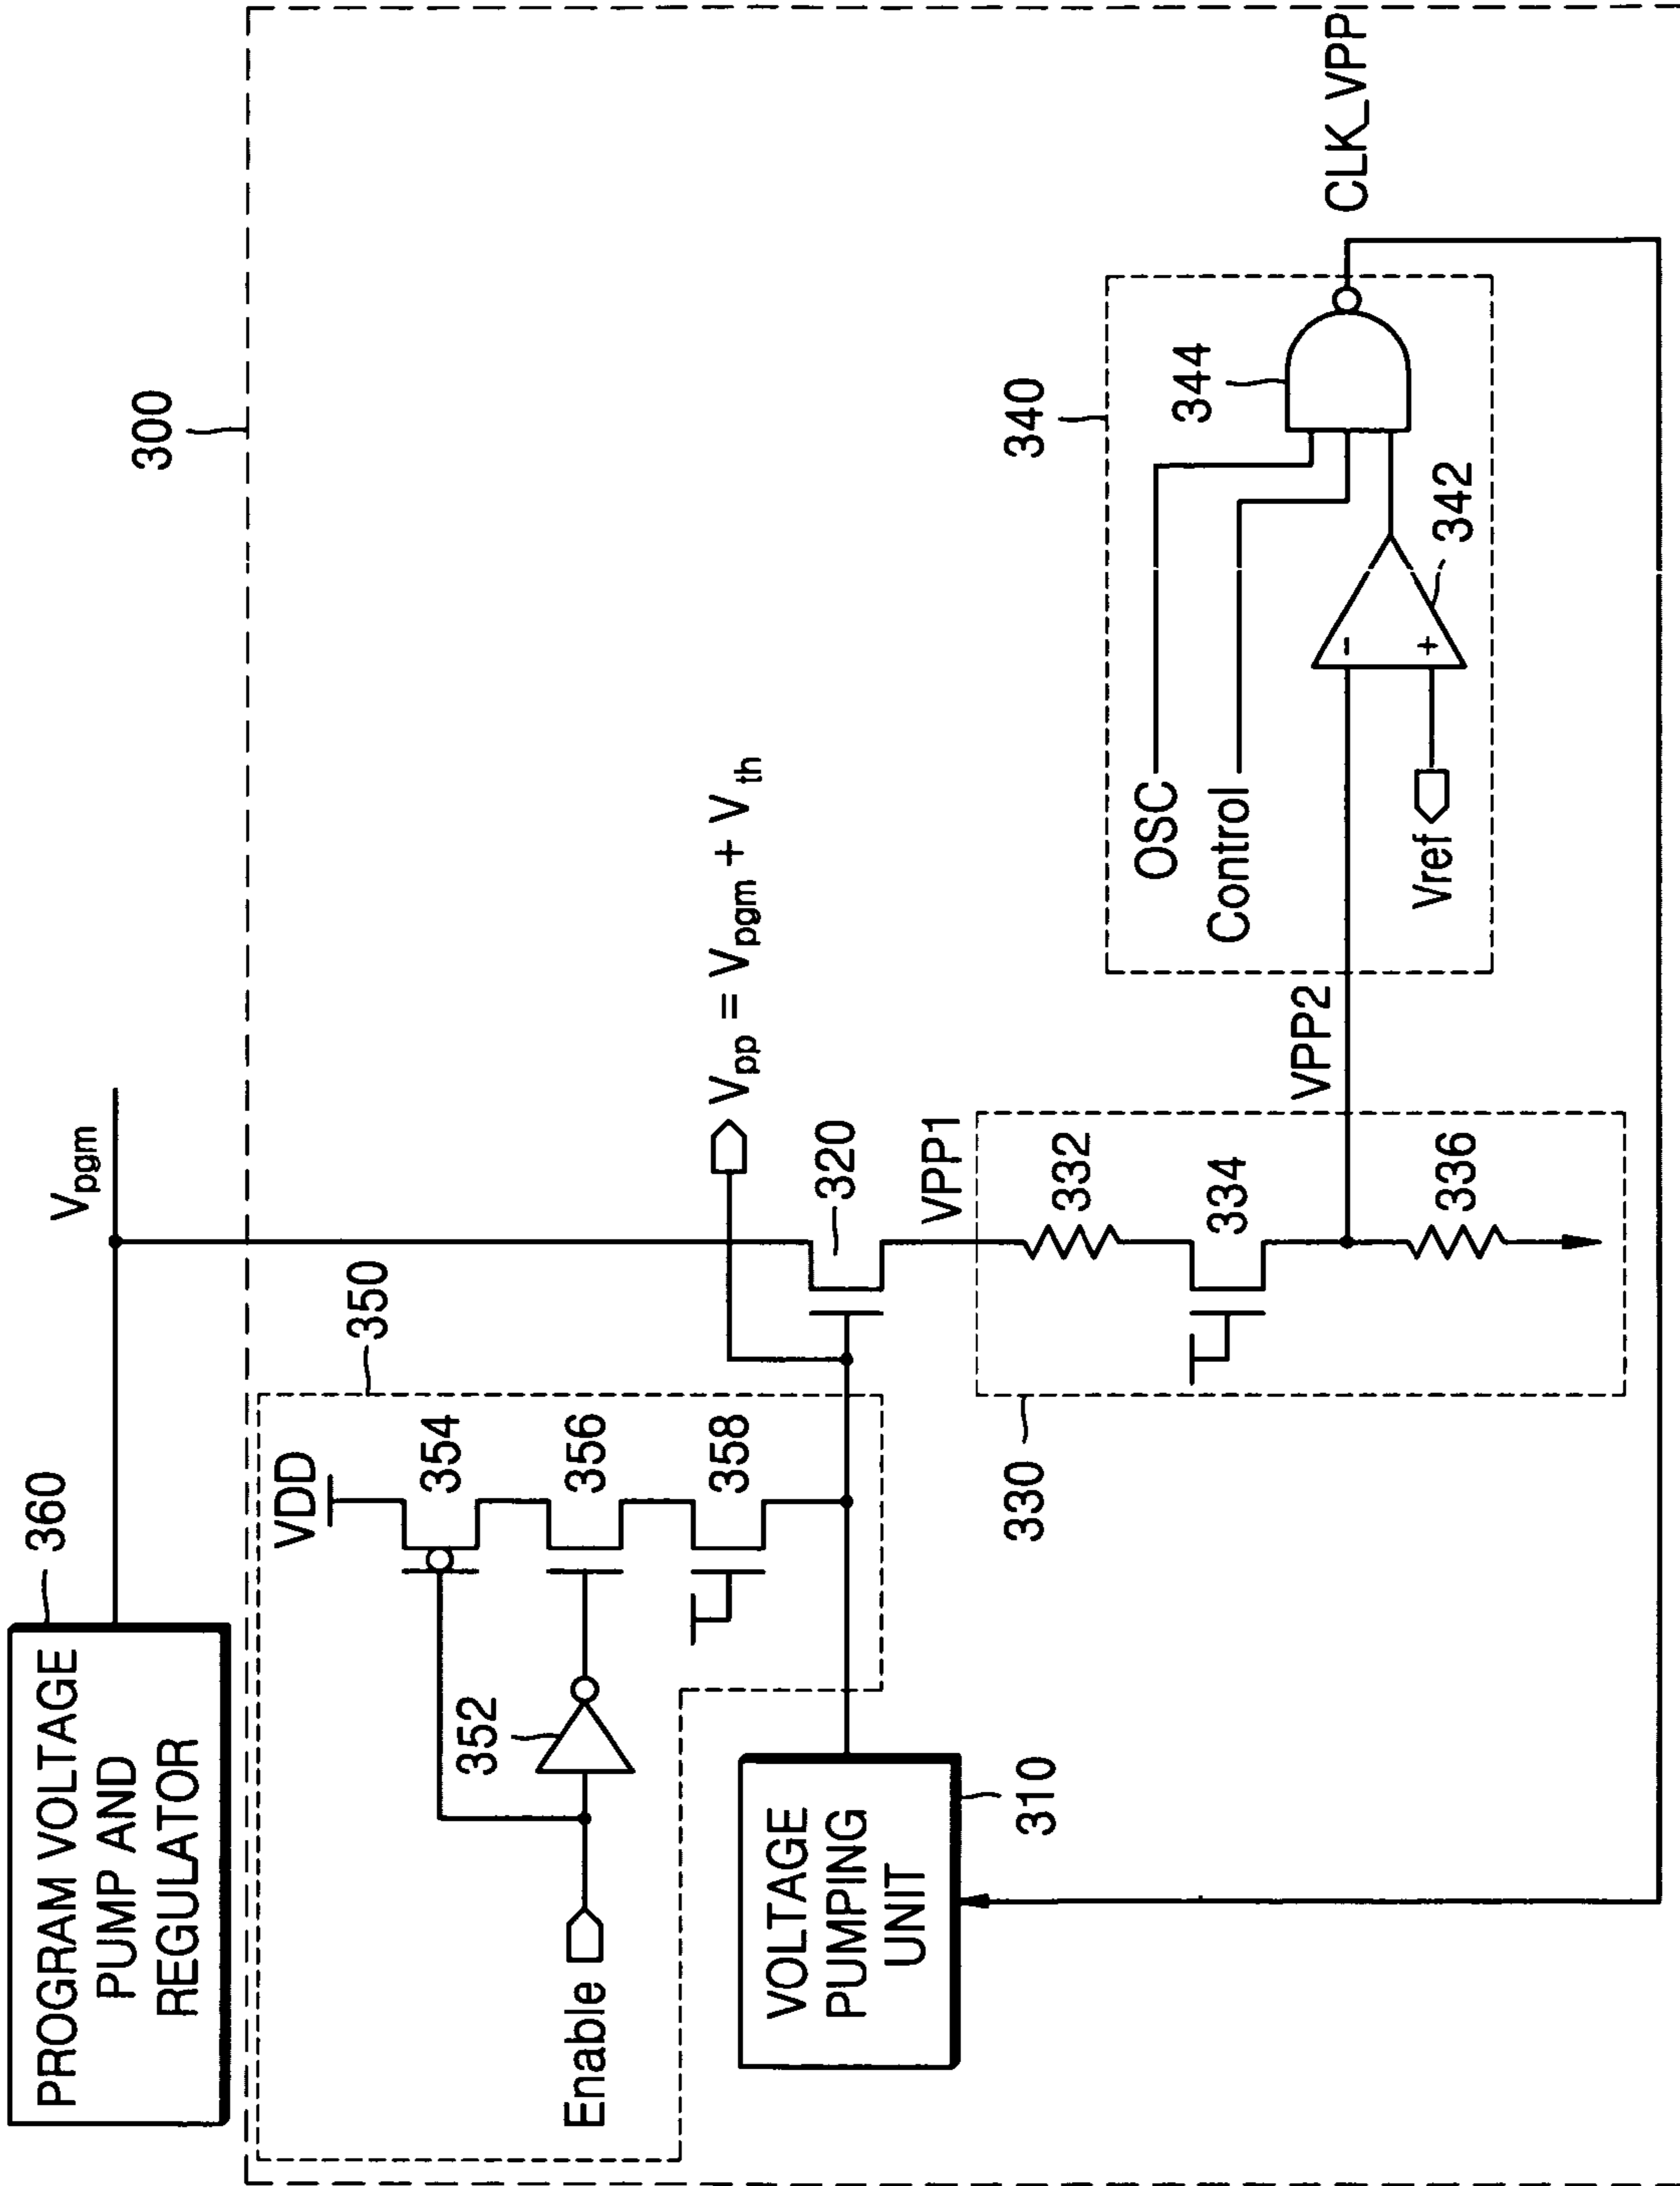 PROGRAM VOLTAGE
PUMP AND
REGULATOR
360
Vpgm
300
350
VDD
354
356
358
352
Enable
Vpp = Vpgm + Vth
320
VOLTAGE
PUMPING
UNIT
310
VPP1
330
332
334
336
VPP2
340
OSC
Control
344
342
Vref
-
+
CLK_VPP